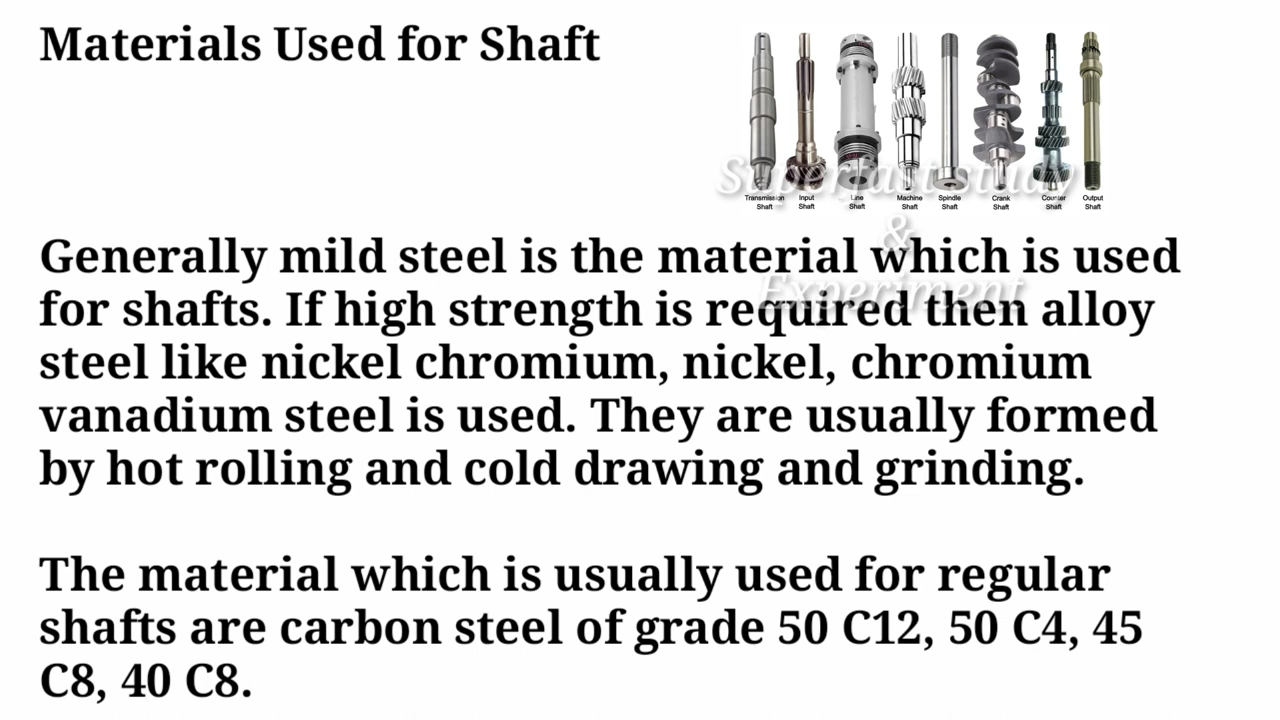 Materials Used for Shaft
Transmission Shaft
Input Shaft
Line Shaft
Machine Shaft
Spindle Shaft
Crank Shaft
Counter Shaft
Output Shaft
Superfast study
&
Experiment
Generally mild steel is the material which is used
for shafts. If high strength is required then alloy
steel like nickel chromium, nickel, chromium
vanadium steel is used. They are usually formed
by hot rolling and cold drawing and grinding.
The material which is usually used for regular
shafts are carbon steel of grade 50 C12, 50 C4, 45
C8, 40 C8.